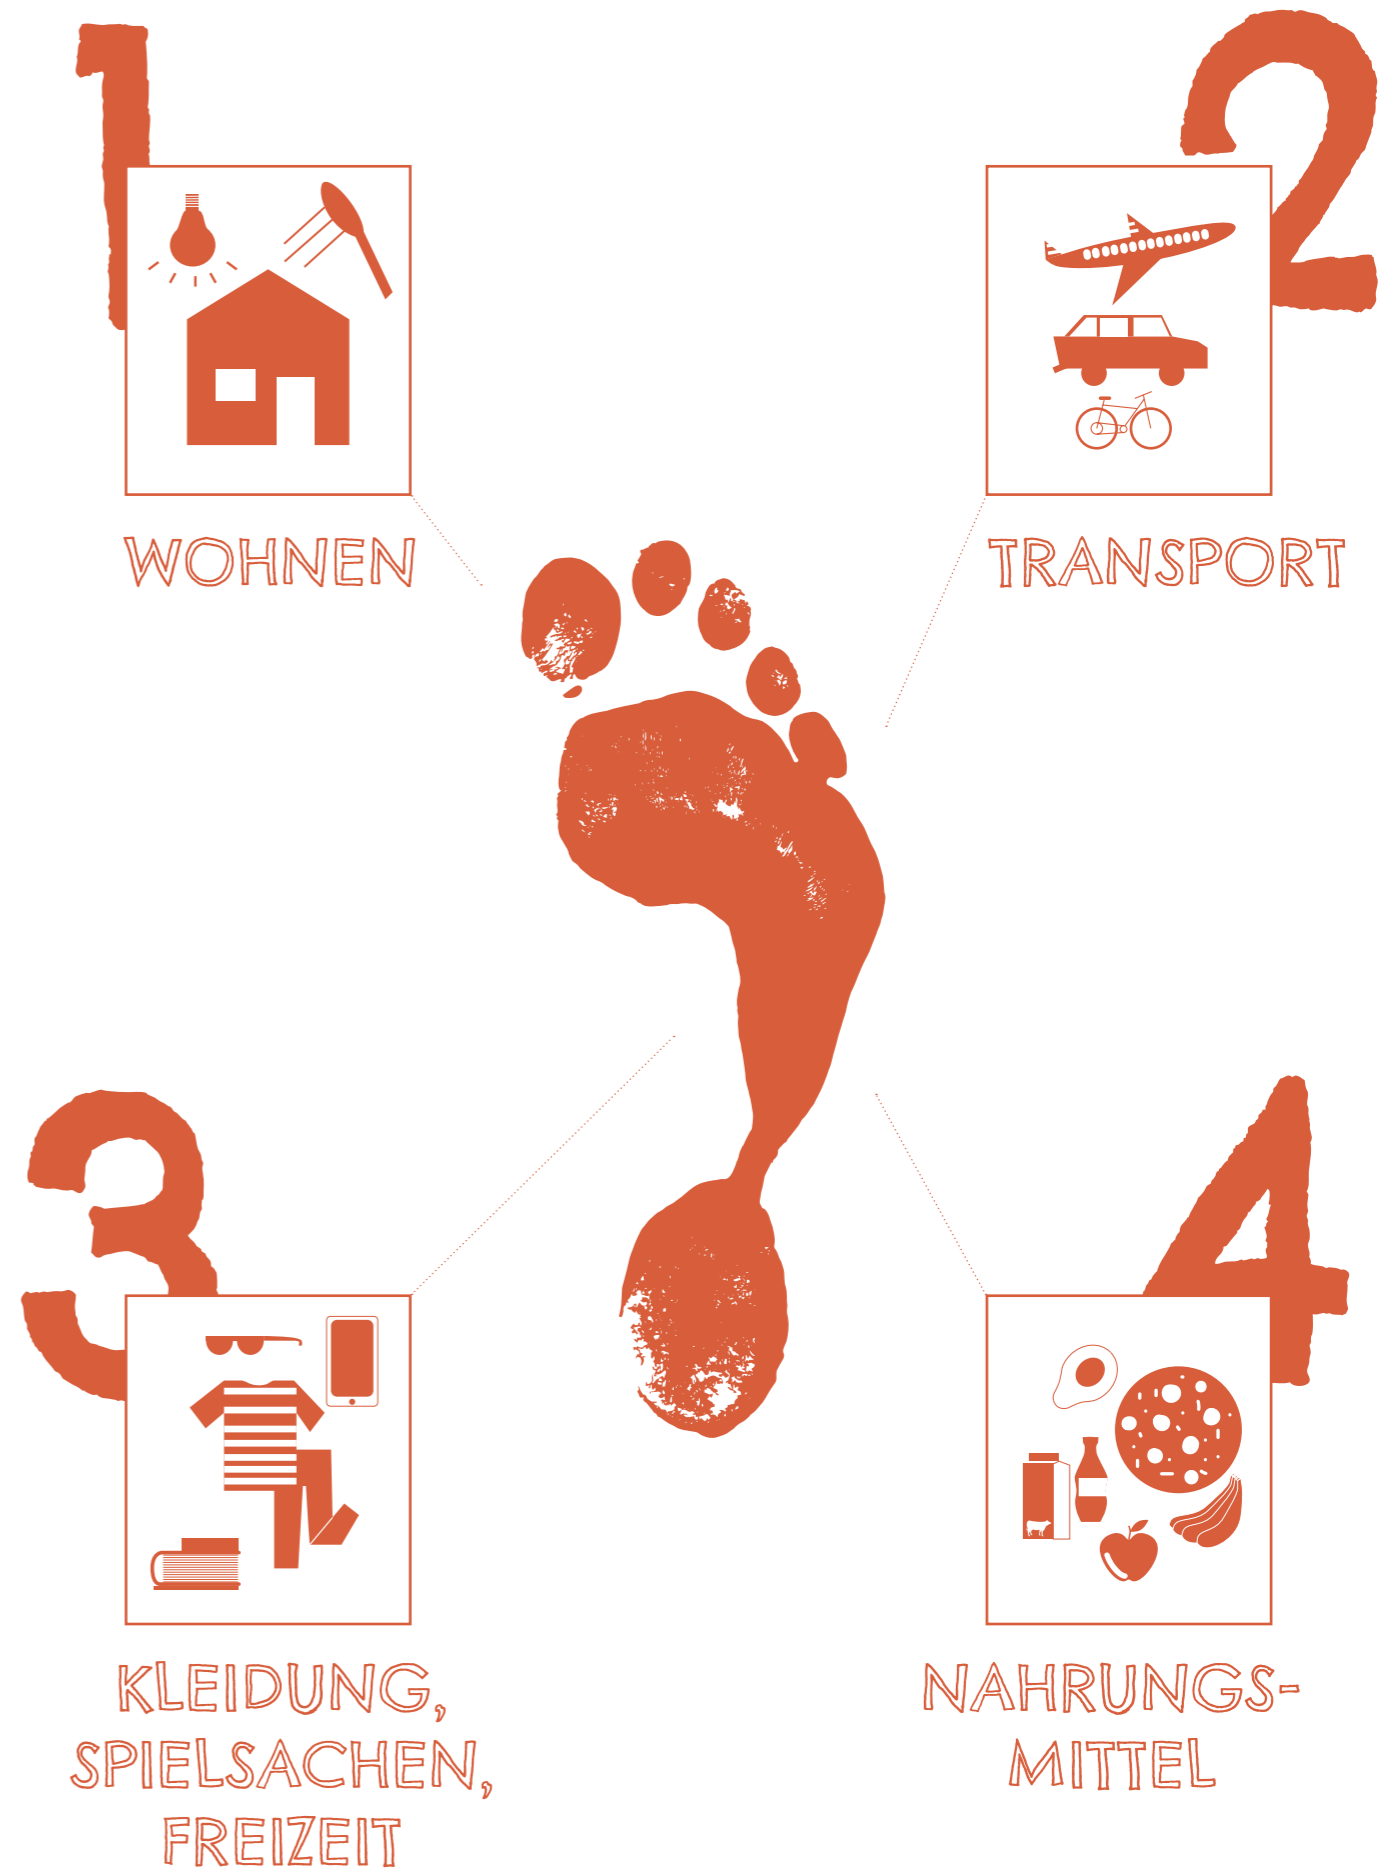 1
WOHNEN
2
TRANSPORT
3
KLEIDUNG,
SPIELSACHEN,
FREIZEIT
4
NAHRUNGS-
MITTEL